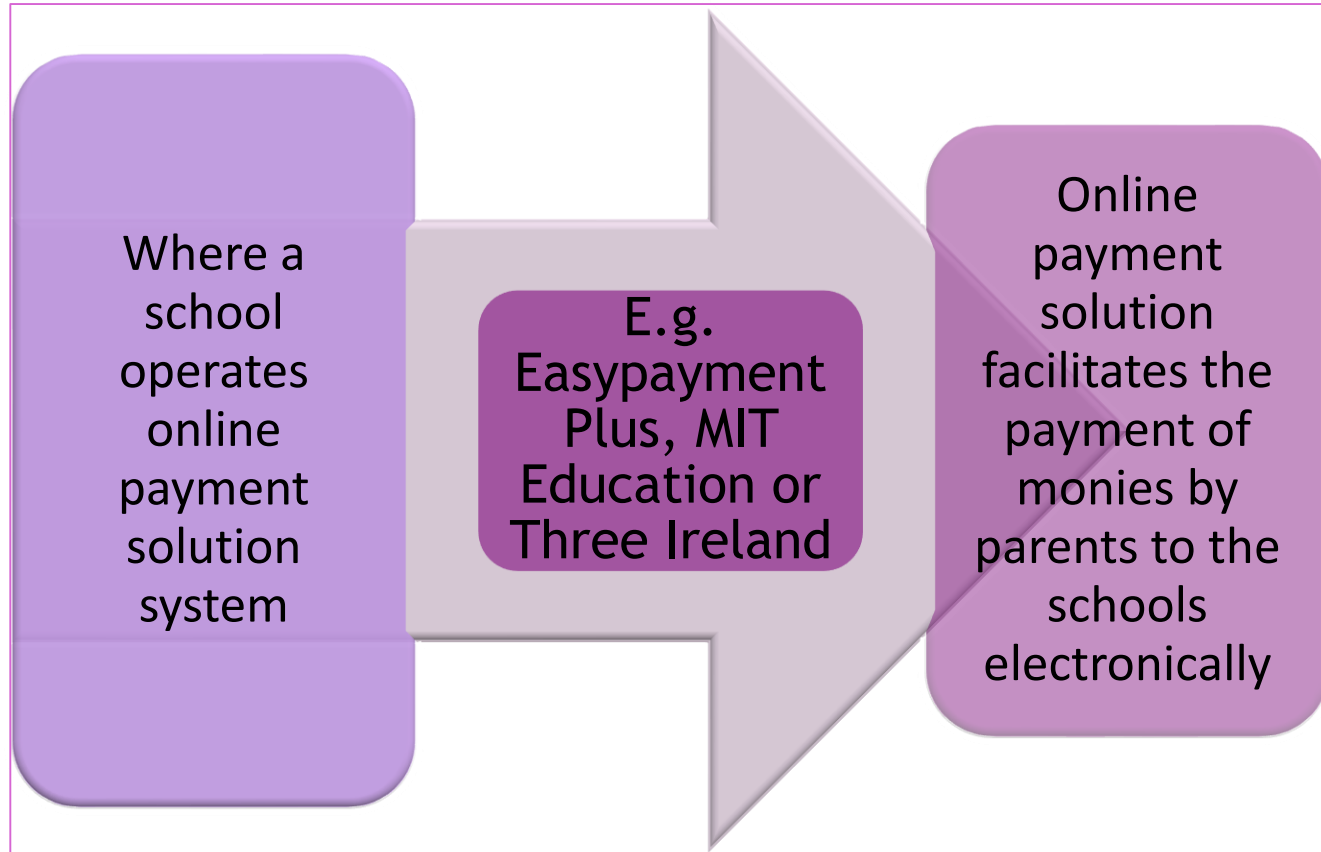 Where a
school
operates
online
payment
solution
system
E.g.
Easypayment
Plus, MIT
Education or
Three Ireland
Online
payment
solution
facilitates the
payment of
monies by
parents to the
schools
electronically